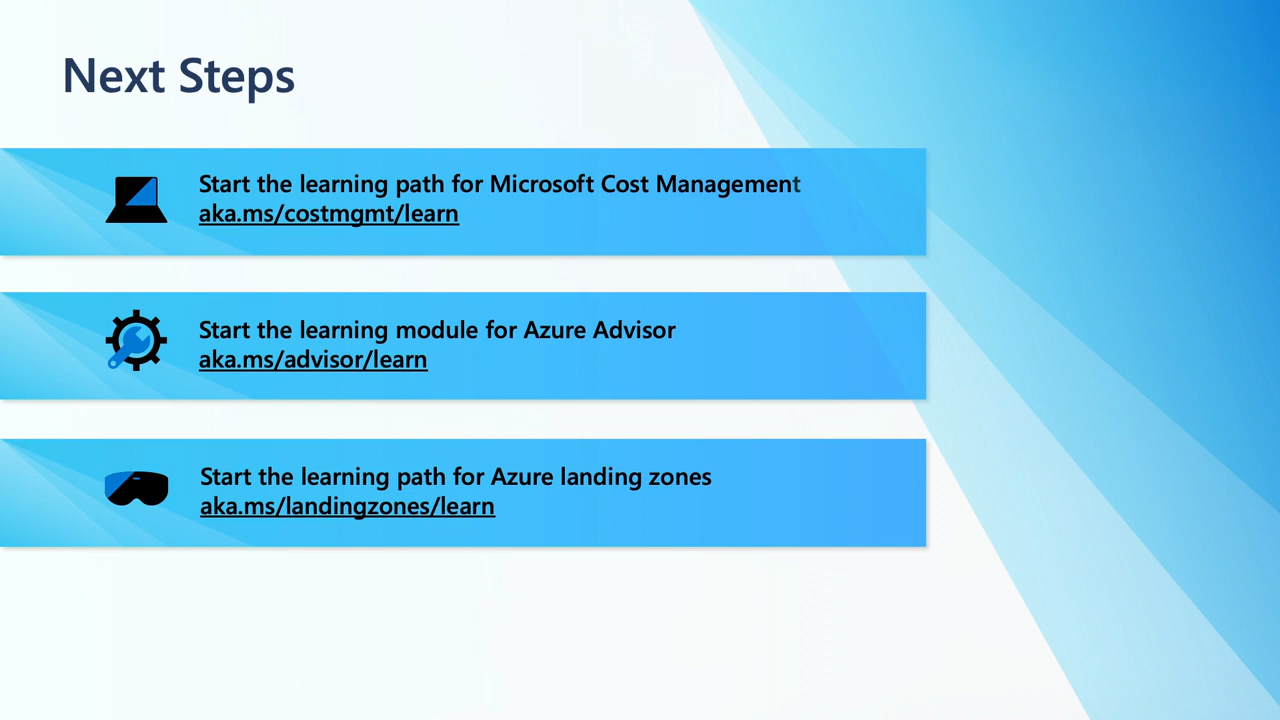 Next Steps
Start the learning path for Microsoft Cost Management
aka.ms/costmgmt/learn
Start the learning module for Azure Advisor
aka.ms/advisor/learn
Start the learning path for Azure landing zones
aka.ms/landingzones/learn